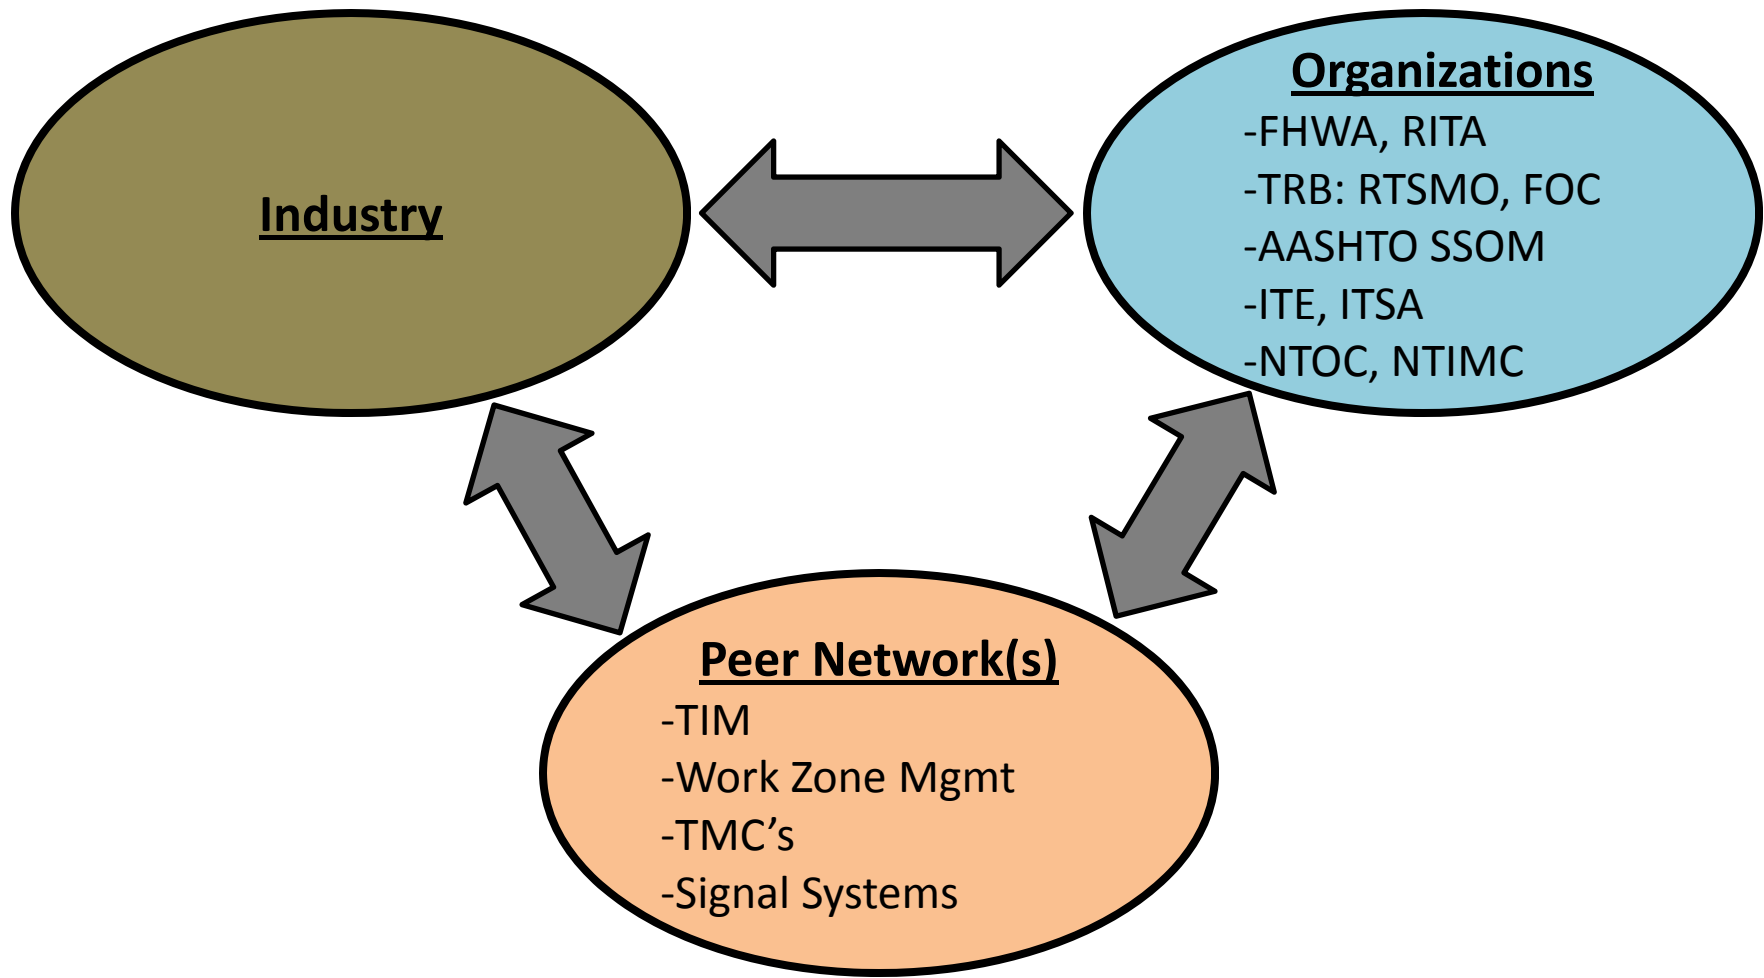 Industry
Organizations
-FHWA, RITA
-TRB: RTSMO, FOC
-AASHTO SSOM
-ITE, ITSA
-NTOC, NTIMC
Peer Network(s)
-TIM
-Work Zone Mgmt
-TMC’s
-Signal Systems